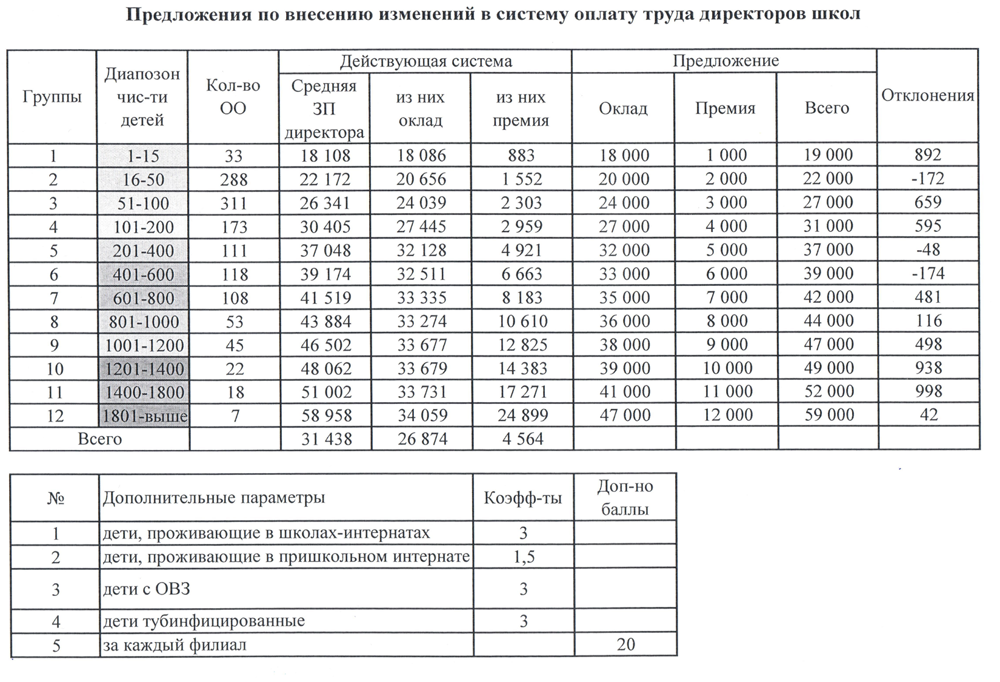 Предложения по внесению изменений в систему оплату труда директоров школ
Группы Диапозон чис-ти детей Кол-во ОО Действующая система Предложение Отклонения
Средняя ЗП директора из них оклад из них премия Оклад Премия Всего
1 1-15 33 18 108 18 086 883 18 000 1 000 19 000 892
2 16-50 288 22 172 20 656 1 552 20 000 2 000 22 000 -172
3 51-100 311 26 341 24 039 2 303 24 000 3 000 27 000 659
4 101-200 173 30 405 27 445 2 959 27 000 4 000 31 000 595
5 201-400 111 37 048 32 128 4 921 32 000 5 000 37 000 -48
6 401-600 118 39 174 32 511 6 663 33 000 6 000 39 000 -174
7 601-800 108 41 519 33 335 8 183 35 000 7 000 42 000 481
8 801-1000 53 43 884 33 274 10 610 36 000 8 000 44 000 116
9 1001-1200 45 46 502 33 677 12 825 38 000 9 000 47 000 498
10 1201-1400 22 48 062 33 679 14 383 39 000 10 000 49 000 938
11 1400-1800 18 51 002 33 731 17 271 41 000 11 000 52 000 998
12 1801-выше 7 58 958 34 059 24 899 47 000 12 000 59 000 42
Всего 31 438 26 874 4 564
№ Дополнительные параметры Коэфф-ты Доп-но баллы
1 дети, проживающие в школах-интернатах 3
2 дети, проживающие в пришкольном интернате 1,5
3 дети с ОВЗ 3
4 дети тубинфицированные 3
5 за каждый филиал 20